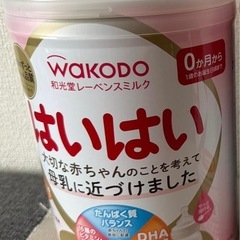 wakodo
和光堂レーベンスミルク
0か月から
はいはい
大切な赤ちゃんのことを考えて
母乳に近づけました
たんぱく質
バランス
DHA